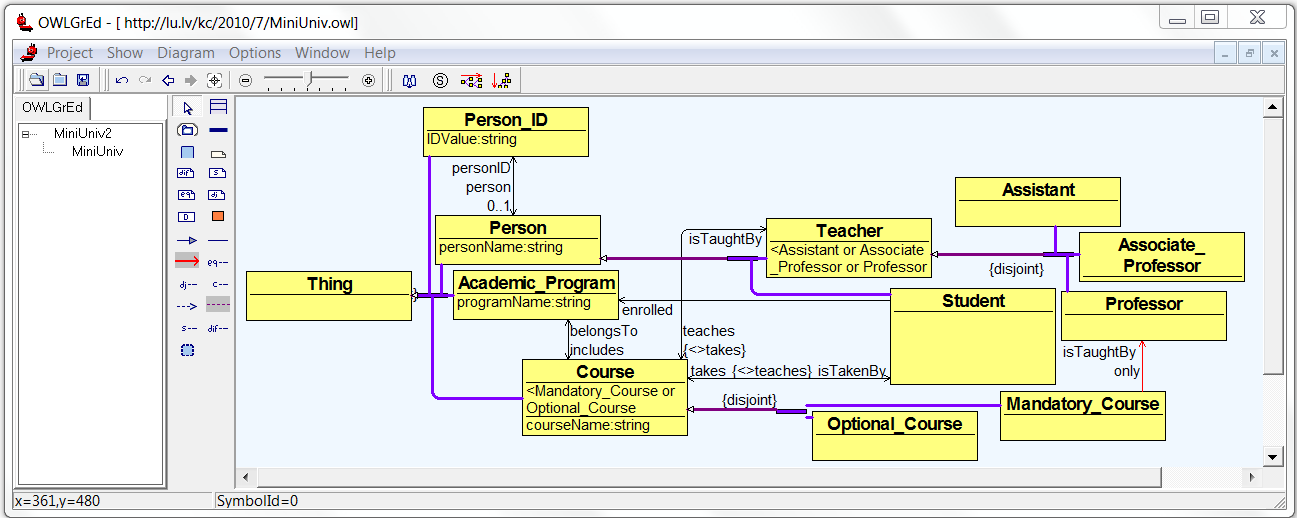 OWLGrEd - [ http://lu.lv/kc/2010/7/MiniUniv.owl]
Project Show Diagram Options Window Help
OWLGrEd
MiniUniv2
MiniUniv
Person_ID
IDValue:string
personID
person
0..1
Person
personName:string
Thing
Academic_Program
programName:string
enrolled
belongsTo
includes
Course
<Mandatory_Course or
Optional_Course
courseName:string
isTaughtBy
teaches
{<>takes}
takes {<>teaches} isTakenBy
Teacher
<Assistant or Associate
_Professor or Professor
{disjoint}
Assistant
Associate_
Professor
Professor
Student
isTaughtBy
only
Mandatory_Course
{disjoint}
Optional_Course
x=361,y=480
SymbolId=0